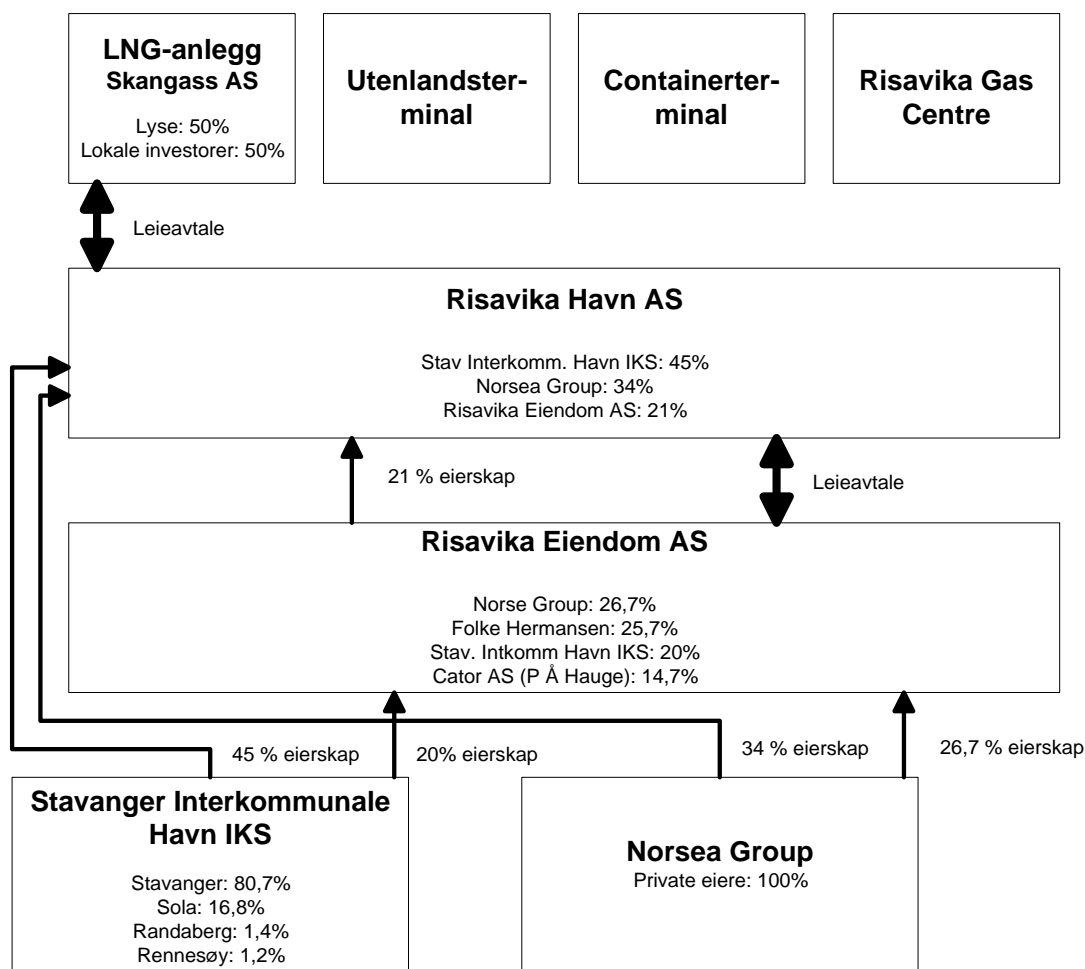 LNG-anlegg
Skangass AS
Lyse: 50%
Lokale investorer: 50%
Utenlandster-
minal
Containerter-
minal
Risavika Gas
Centre
Leieavtale
Risavika Havn AS
Stav Interkomm. Havn IKS: 45%
Norsea Group: 34%
Risavika Eiendom AS: 21%
21 % eierskap
Leieavtale
Risavika Eiendom AS
Norse Group: 26,7%
Folke Hermansen: 25,7%
Stav. Intkomm Havn IKS: 20%
Cator AS (P Å Hauge): 14,7%
45 % eierskap
20% eierskap
34 % eierskap
26,7 % eierskap
Stavanger Interkommunale
Havn IKS
Stavanger: 80,7%
Sola: 16,8%
Randaberg: 1,4%
Rennesøy: 1,2%
Norsea Group
Private eiere: 100%